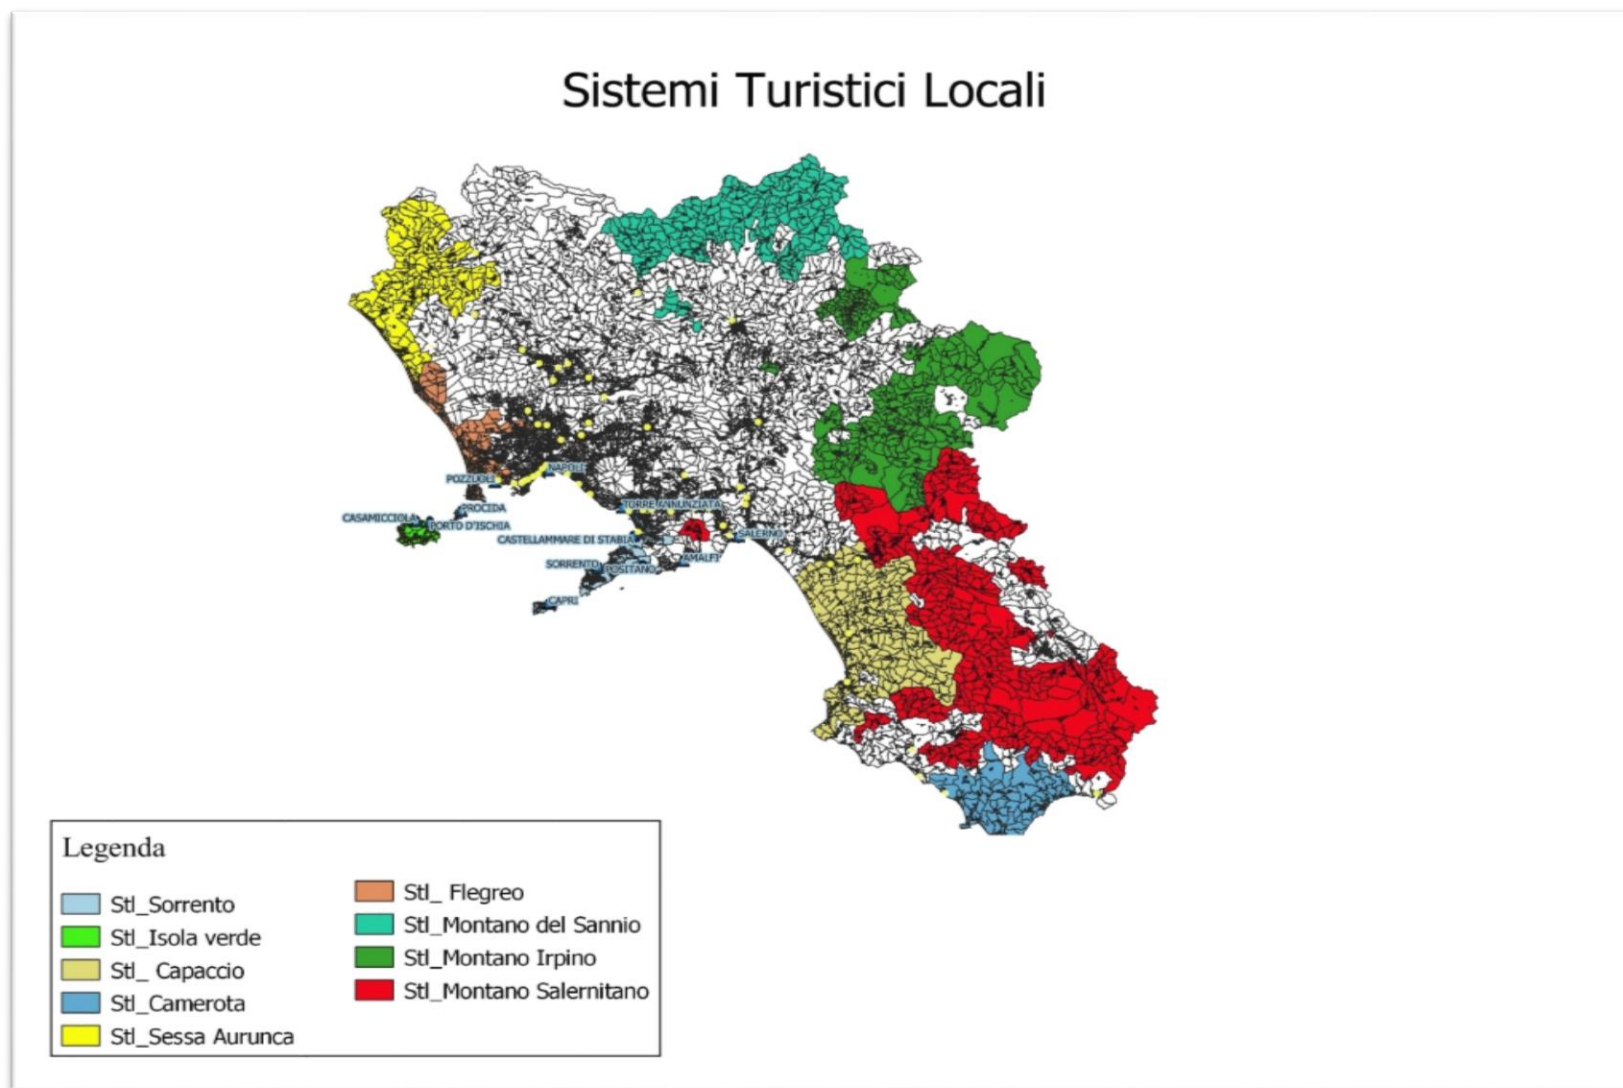 Sistemi Turistici Locali
NAPOLI
POZZUOLI
PROCIDA
TORRE ANNUNZIATA
CASAMICCIOLA
PORTO D'ISCHIA
SALERNO
CASTELLAMMARE DI STABIA
AMALFI
SORRENTO
POSITANO
CAPRI
Legenda
Stl_Sorrento
Stl_Isola verde
Stl_ Capaccio
Stl_Camerota
Stl_Sessa Aurunca
Stl_ Flegreo
Stl_Montano del Sannio
Stl_Montano Irpino
Stl_Montano Salernitano